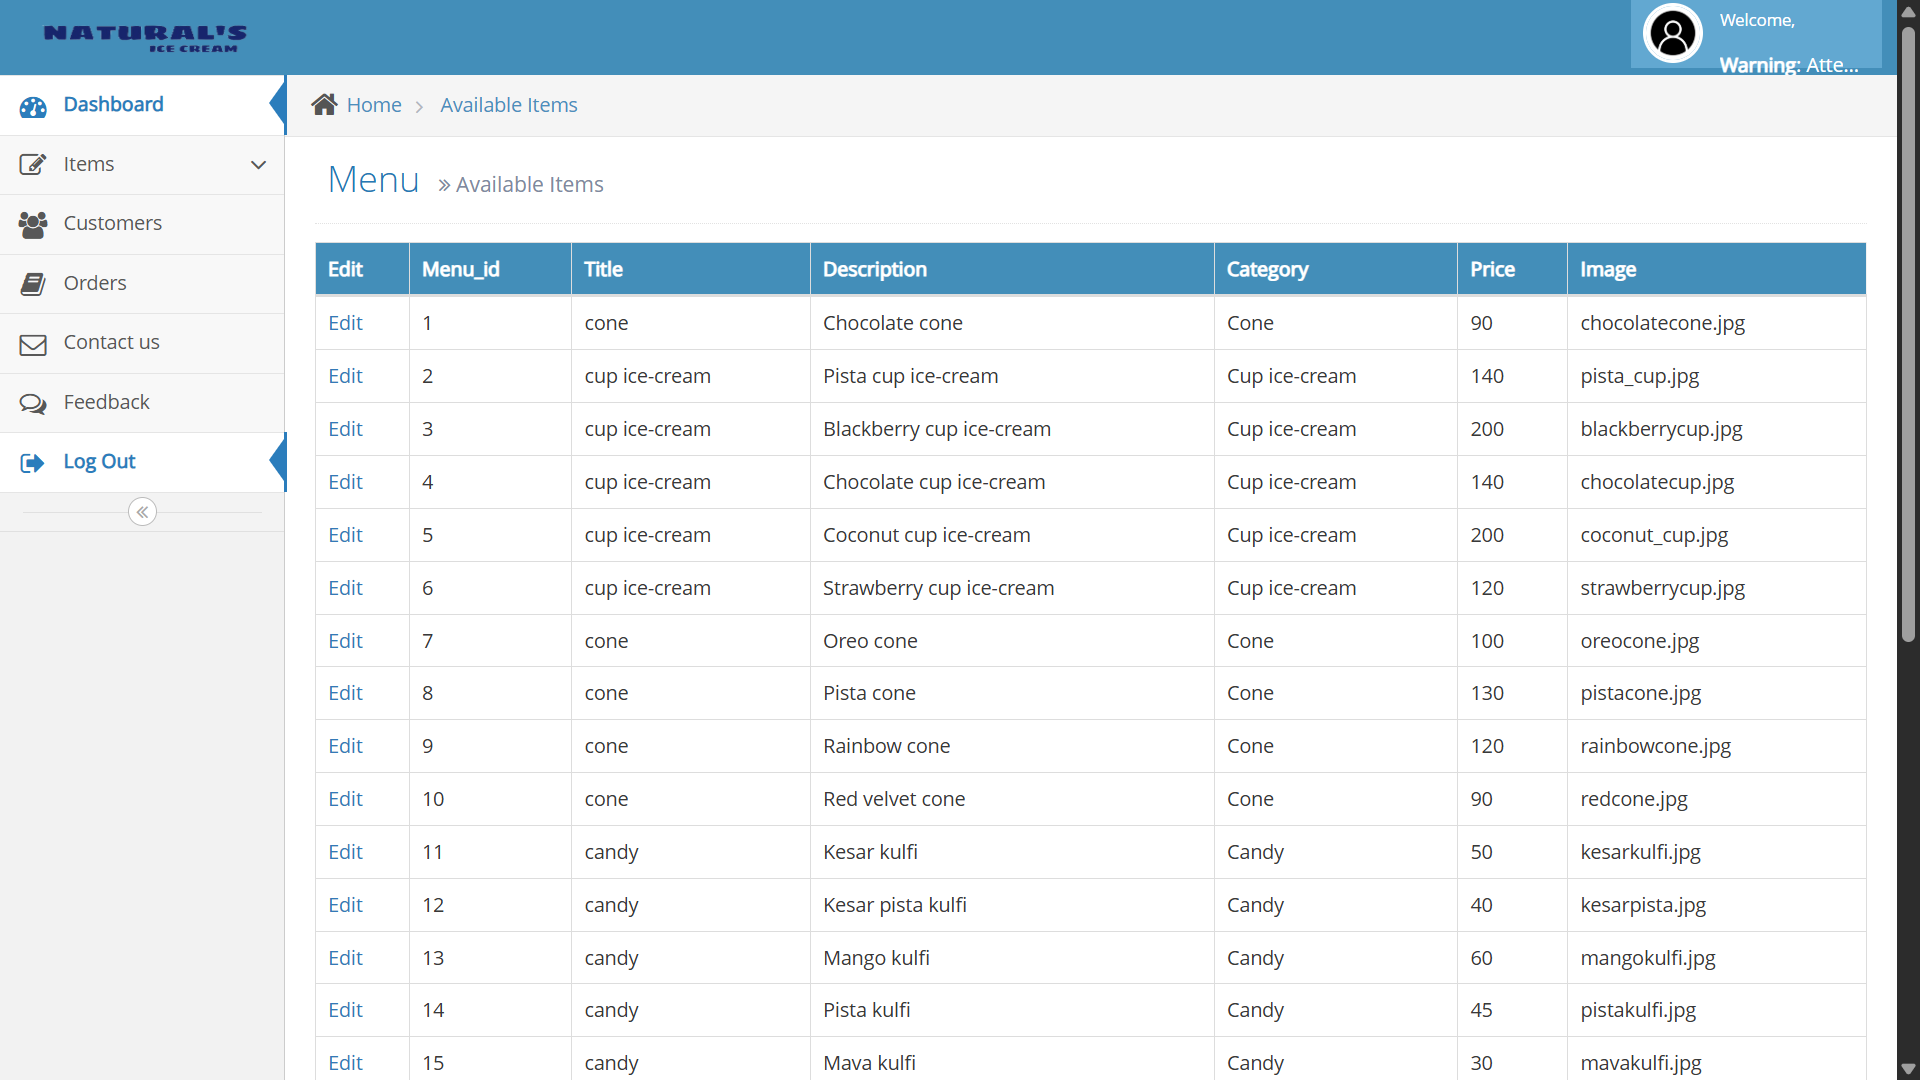 NATURAL'S
ICE CREAM
Welcome,
Warning: Atte...
Dashboard
Items
Customers
Orders
Contact us
Feedback
Log Out
Home > Available Items
Menu » Available Items
Edit Menu_id Title Description Category Price Image
Edit 1 cone Chocolate cone Cone 90 chocolatecone.jpg
Edit 2 cup ice-cream Pista cup ice-cream Cup ice-cream 140 pista_cup.jpg
Edit 3 cup ice-cream Blackberry cup ice-cream Cup ice-cream 200 blackberrycup.jpg
Edit 4 cup ice-cream Chocolate cup ice-cream Cup ice-cream 140 chocolatecup.jpg
Edit 5 cup ice-cream Coconut cup ice-cream Cup ice-cream 200 coconut_cup.jpg
Edit 6 cup ice-cream Strawberry cup ice-cream Cup ice-cream 120 strawberrycup.jpg
Edit 7 cone Oreo cone Cone 100 oreocone.jpg
Edit 8 cone Pista cone Cone 130 pistacone.jpg
Edit 9 cone Rainbow cone Cone 120 rainbowcone.jpg
Edit 10 cone Red velvet cone Cone 90 redcone.jpg
Edit 11 candy Kesar kulfi Candy 50 kesarkulfi.jpg
Edit 12 candy Kesar pista kulfi Candy 40 kesarpista.jpg
Edit 13 candy Mango kulfi Candy 60 mangokulfi.jpg
Edit 14 candy Pista kulfi Candy 45 pistakulfi.jpg
Edit 15 candy Mava kulfi Candy 30 mavakulfi.jpg